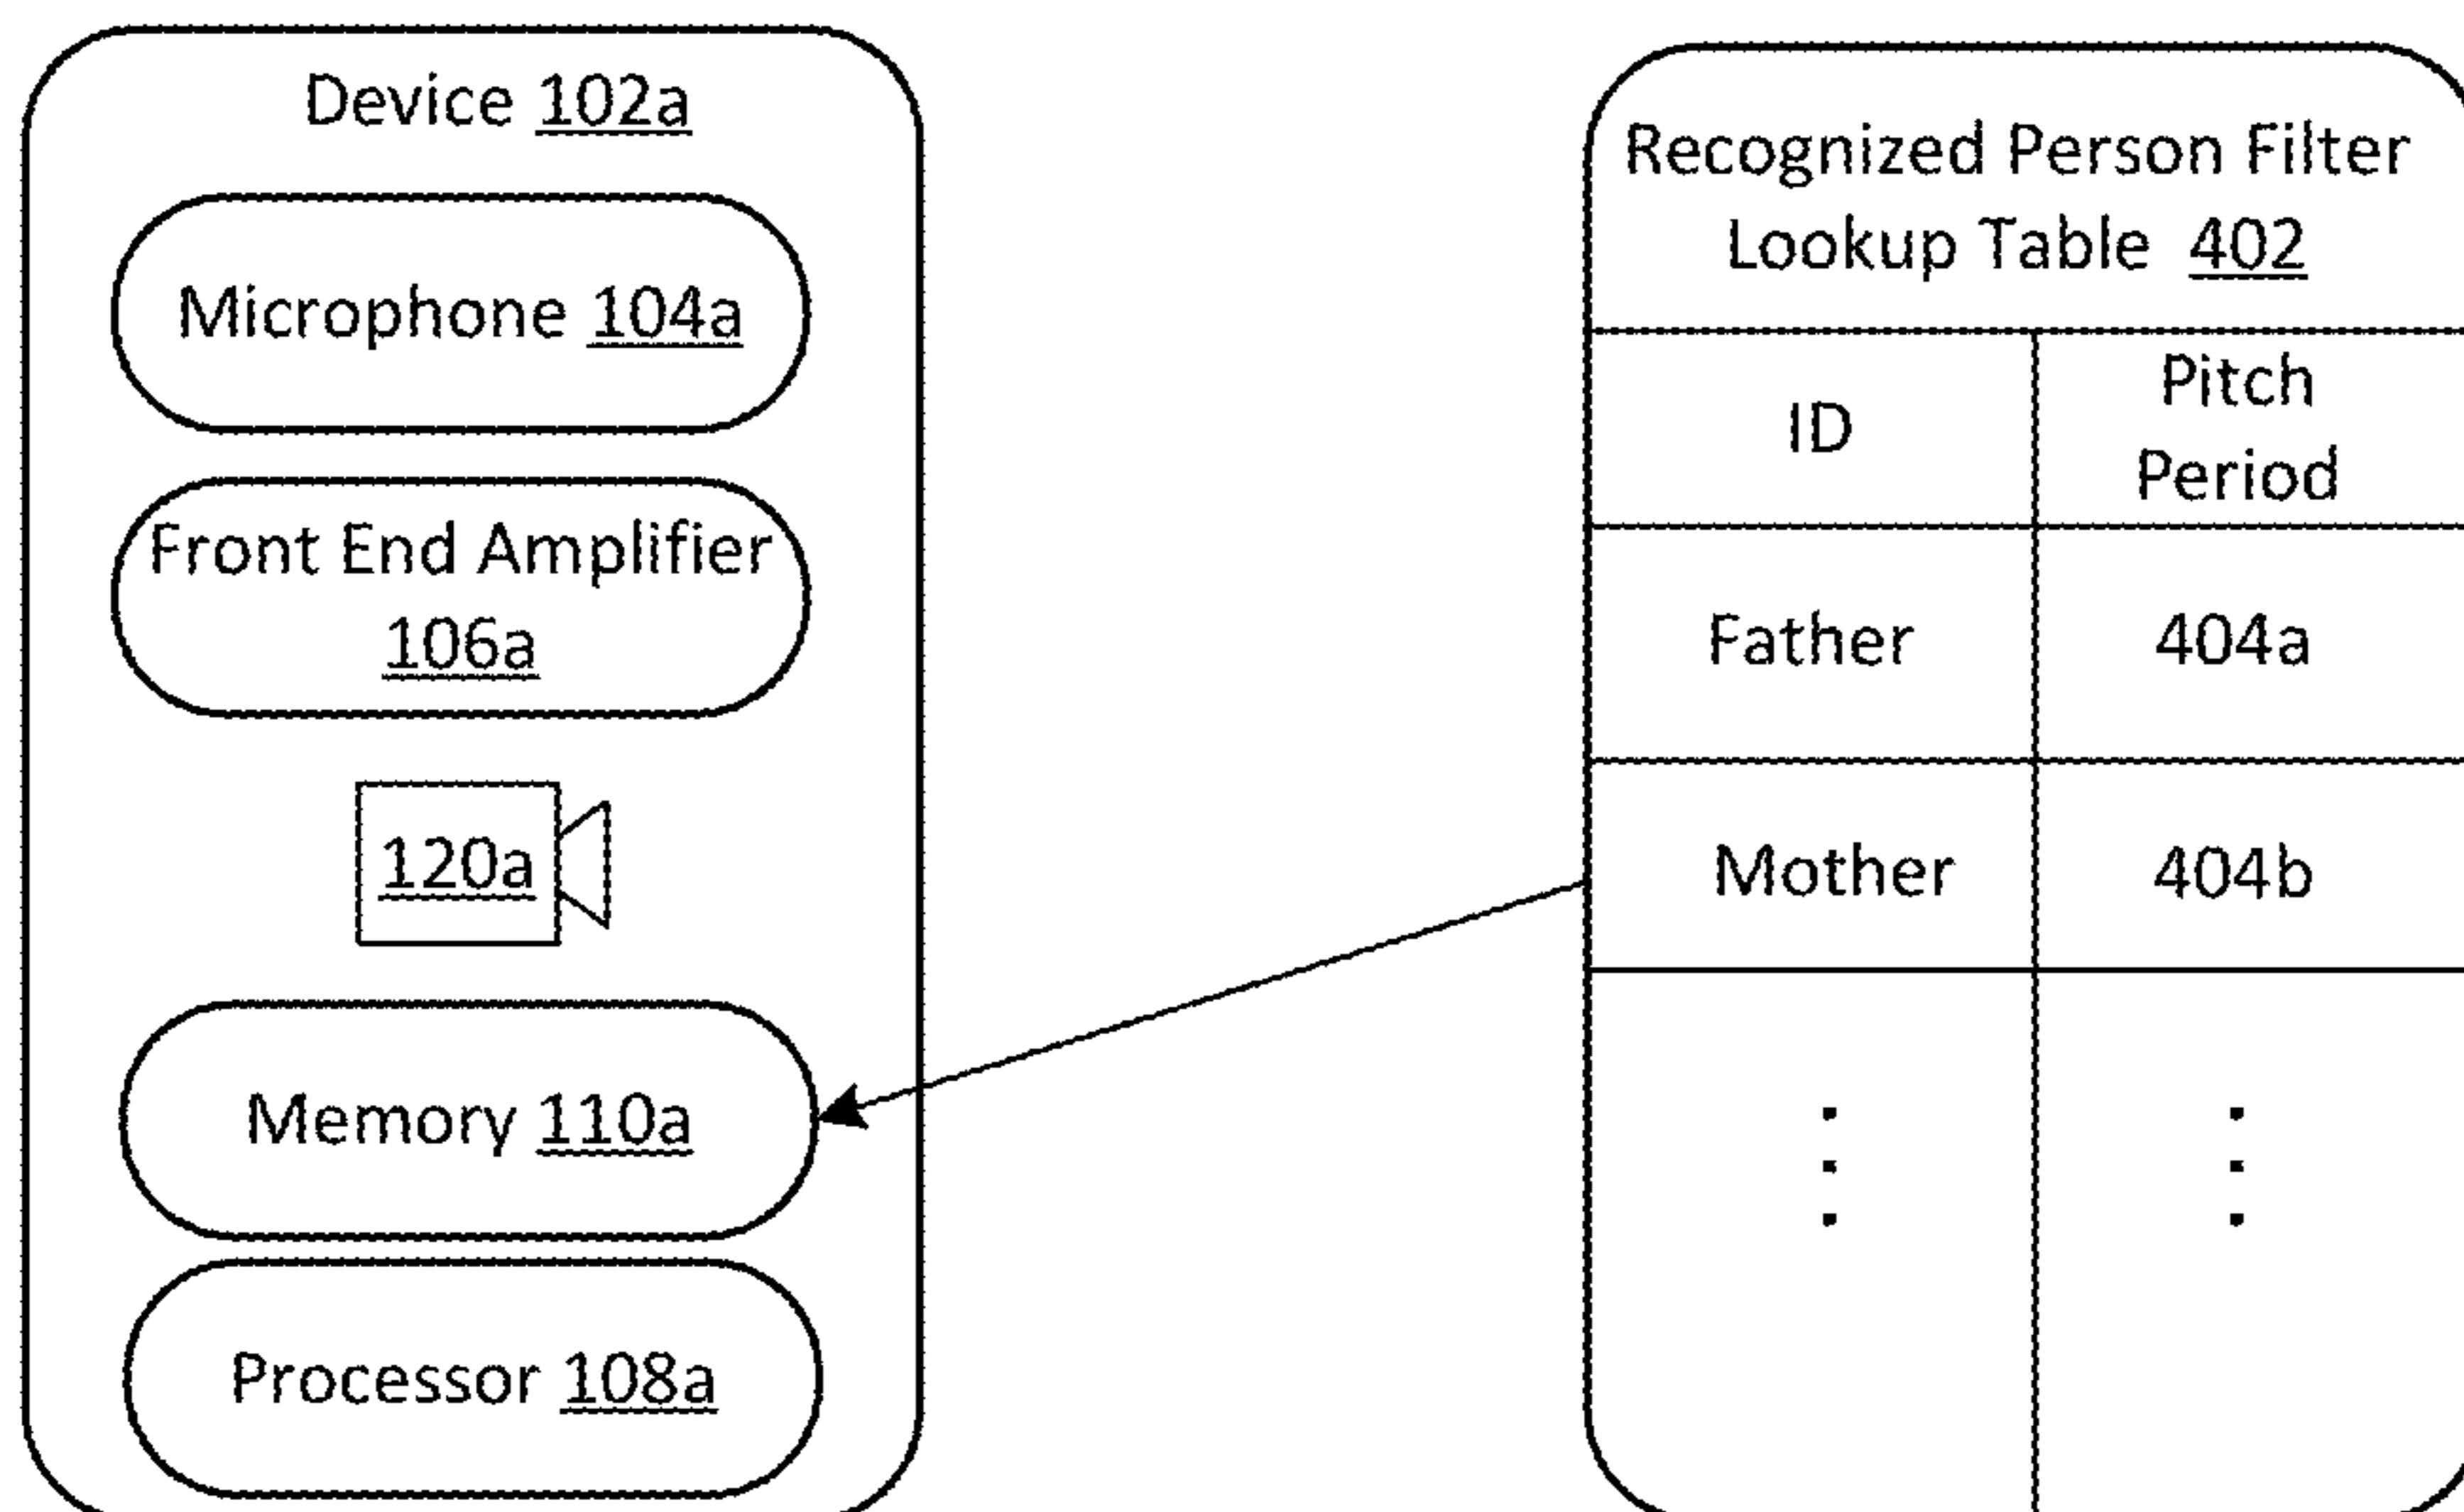 Device 102a
Microphone 104a
Front End Amplifier
106a
120a
Memory 110a
Processor 108a
Recognized Person Filter
Lookup Table 402
ID
Pitch
Period
Father
404a
Mother
404b